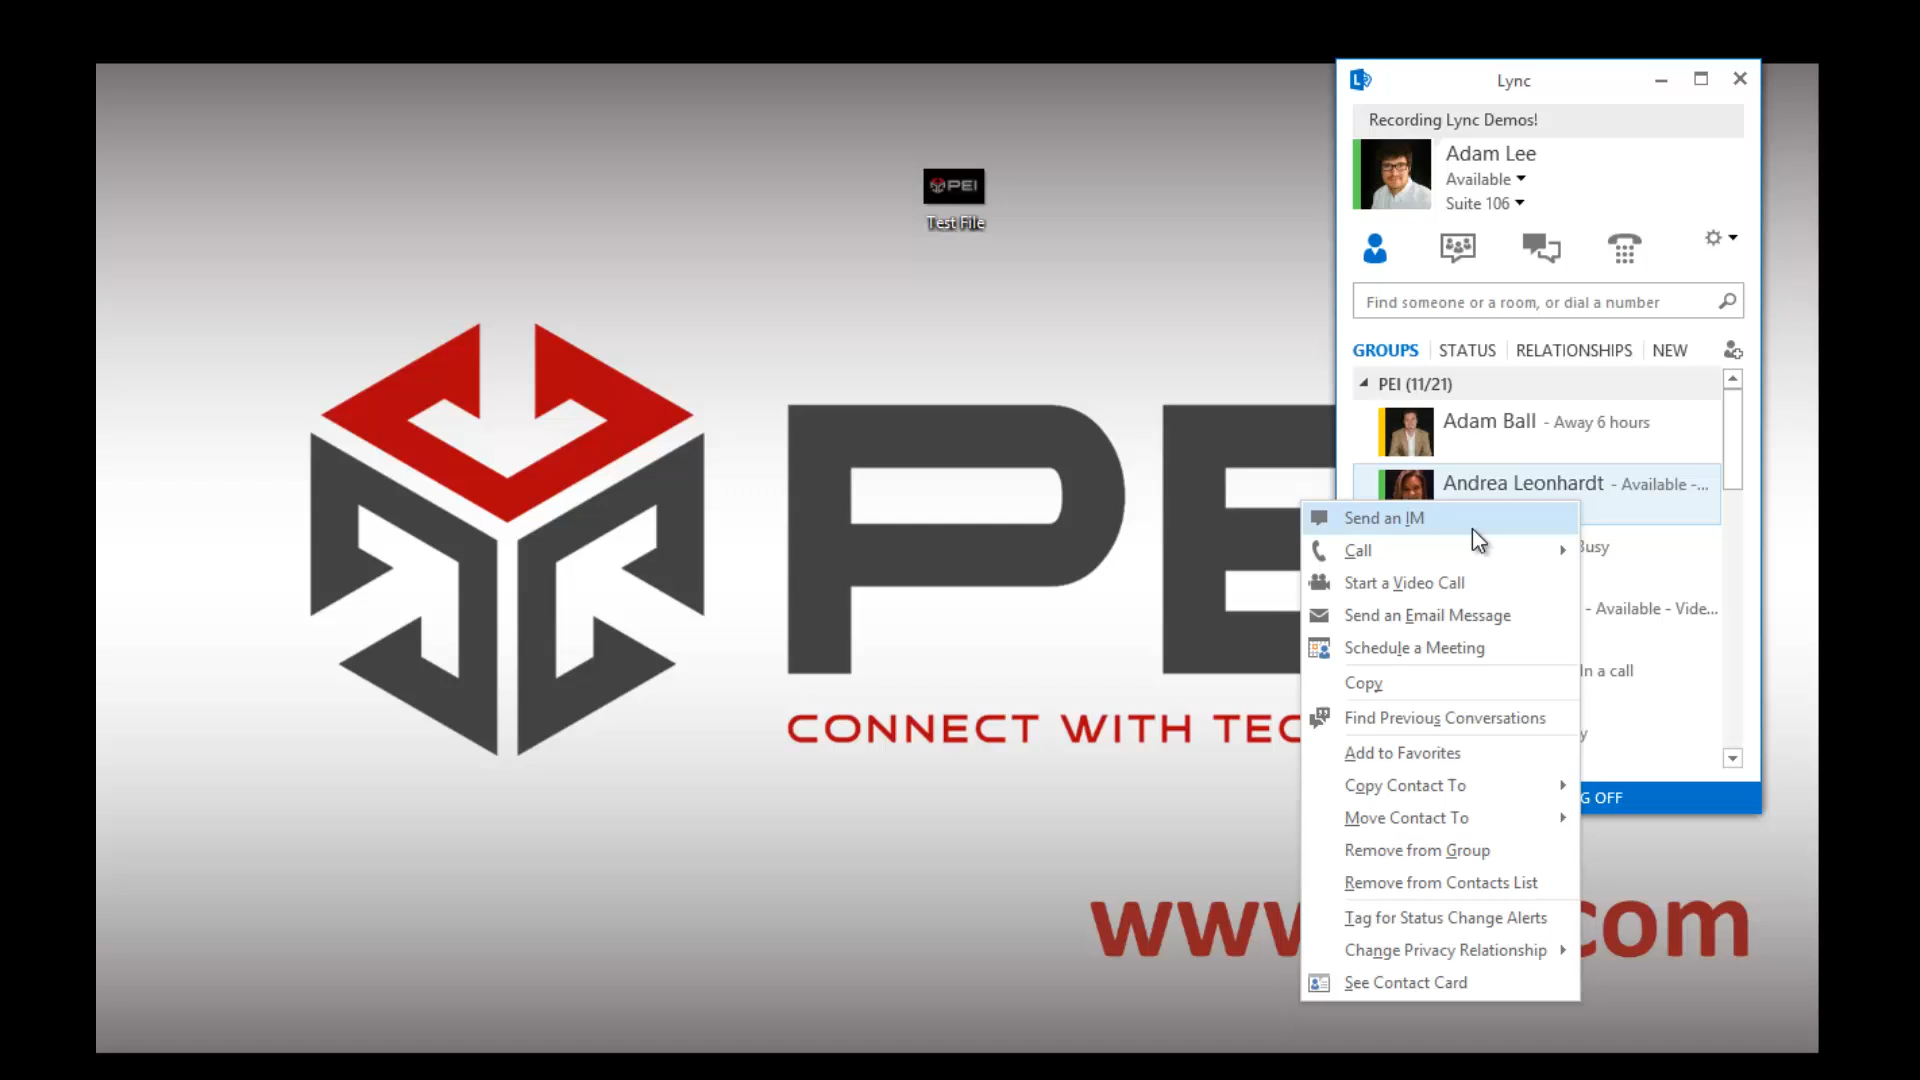 Lync
Recording Lync Demos!
Adam Lee
Available
Suite 106
PEI
Test File
Find someone or a room, or dial a number
GROUPS STATUS RELATIONSHIPS NEW
PEI (11/21)
Adam Ball - Away 6 hours
Andrea Leonhardt - Available -...
Send an IM
Call
Busy
Start a Video Call
Send an Email Message
- Available - Vide...
Schedule a Meeting
In a call
Copy
Find Previous Conversations
Add to Favorites
Copy Contact To
OFF
Move Contact To
Remove from Group
Remove from Contacts List
Tag for Status Change Alerts
Change Privacy Relationship
See Contact Card
PE
CONNECT WITH TEC
www. com